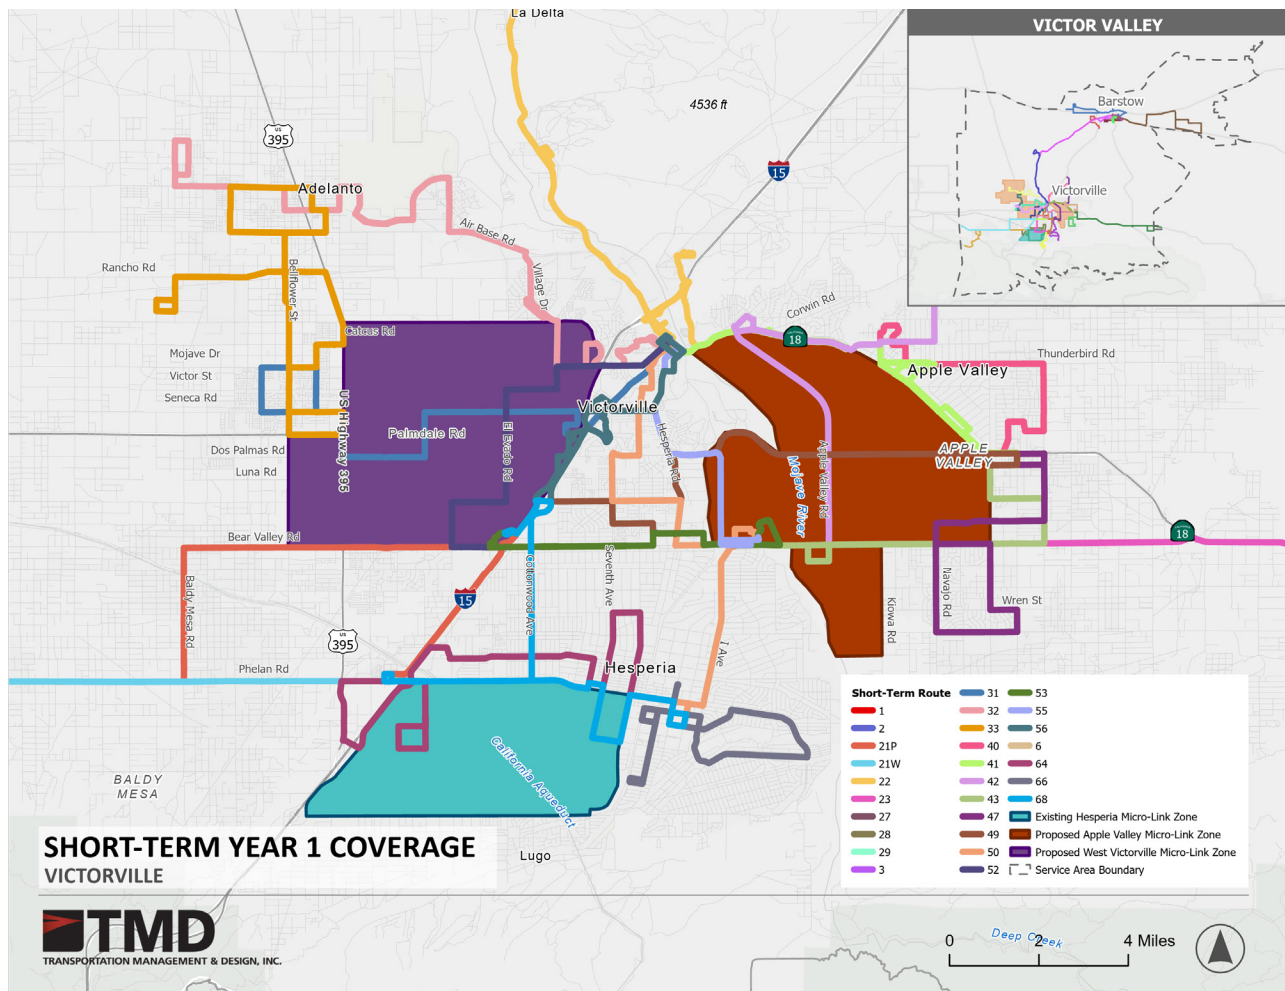 La Delta
VICTOR VALLEY
Barstow
Victorville
4536 ft
US
395
15
Adelanto
Air Base Rd
Rancho Rd
Bellflower St
Village Dr
Corwin Rd
CALIFORNIA
18
Catcus Rd
Mojave Dr
Victor St
Seneca Rd
Thunderbird Rd
Apple Valley
US Highway 395
Victorville
Palmdale Rd
El Evado Rd
Hesperia Rd
Dos Palmas Rd
Luna Rd
APPLE
VALLEY
Mojave River
Apple Valley Rd
Bear Valley Rd
CALIFORNIA
18
Baldy Mesa Rd
15
Cottonwood Ave
Seventh Ave
Navajo Rd
Wren St
Kiowa Rd
US
395
Phelan Rd
Hesperia
I Ave
California Aqueduct
BALDY
MESA
Lugo
Short-Term Route
1
2
21P
21W
22
23
27
28
29
3
31
32
33
40
41
42
43
47
49
50
52
53
55
56
6
64
66
68
Existing Hesperia Micro-Link Zone
Proposed Apple Valley Micro-Link Zone
Proposed West Victorville Micro-Link Zone
Service Area Boundary
SHORT-TERM YEAR 1 COVERAGE
VICTORVILLE
TMD
TRANSPORTATION MANAGEMENT & DESIGN, INC.
Deep Creek
0 2 4 Miles